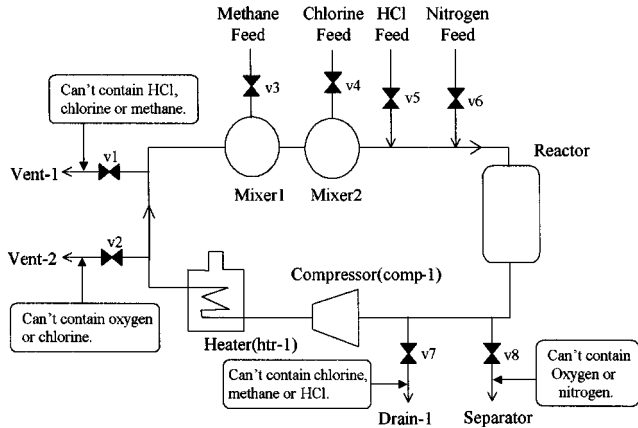 Methane
Feed
Chlorine
Feed
HCl
Feed
Nitrogen
Feed
v3
v4
v5
v6
Can't contain HCl,
chlorine or methane.
v1
Vent-1
Mixer1
Mixer2
Reactor
v2
Vent-2
Can't contain oxygen
or chlorine.
Compressor(comp-1)
Heater(htr-1)
v7
v8
Can't contain chlorine,
methane or HCl.
Can't contain
Oxygen or
nitrogen.
Drain-1
Separator